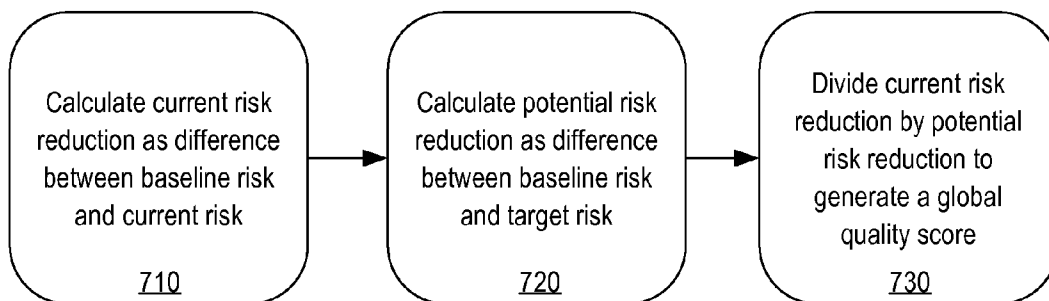 Calculate current risk
reduction as difference
between baseline risk
and current risk
710
Calculate potential risk
reduction as difference
between baseline risk
and target risk
720
Divide current risk
reduction by potential
risk reduction to
generate a global
quality score
730